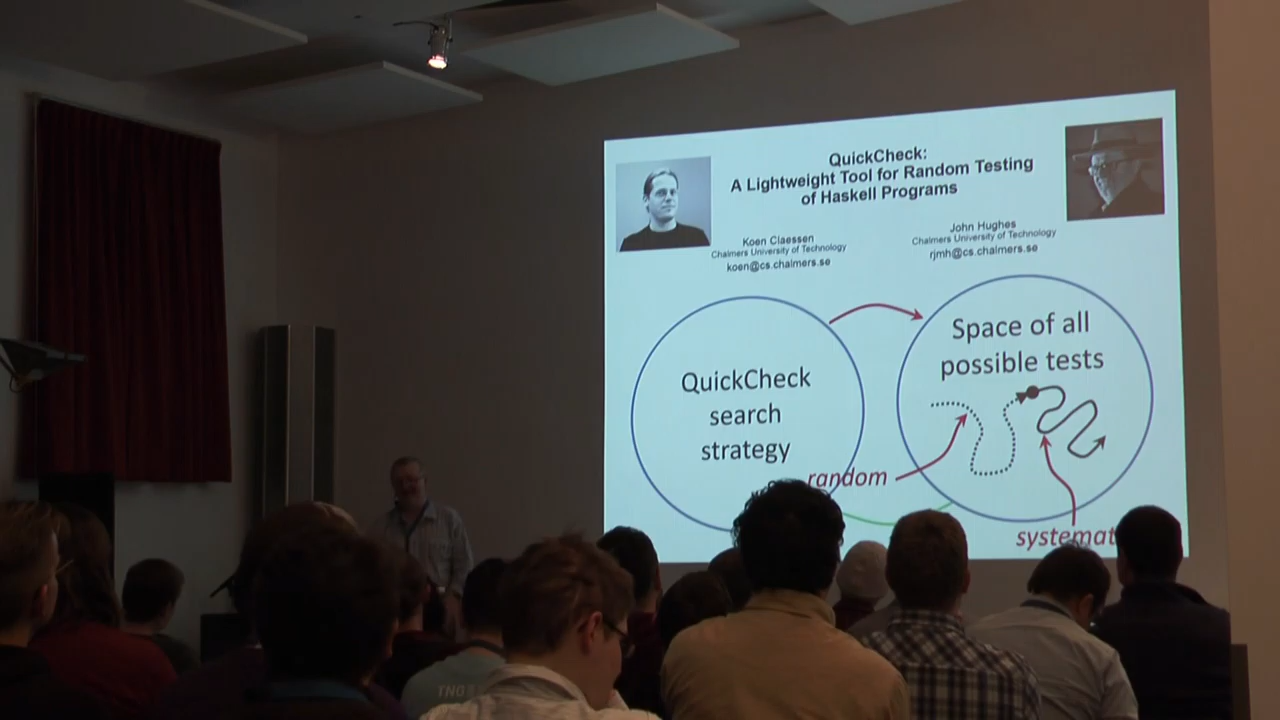 QuickCheck:
A Lightweight Tool for Random Testing
of Haskell Programs
Koen Claessen
Chalmers University of Technology
koen@cs.chalmers.se
John Hughes
Chalmers University of Technology
rjmh@cs.chalmers.se
QuickCheck
search
strategy
Space of all
possible tests
random
systemat
TNG